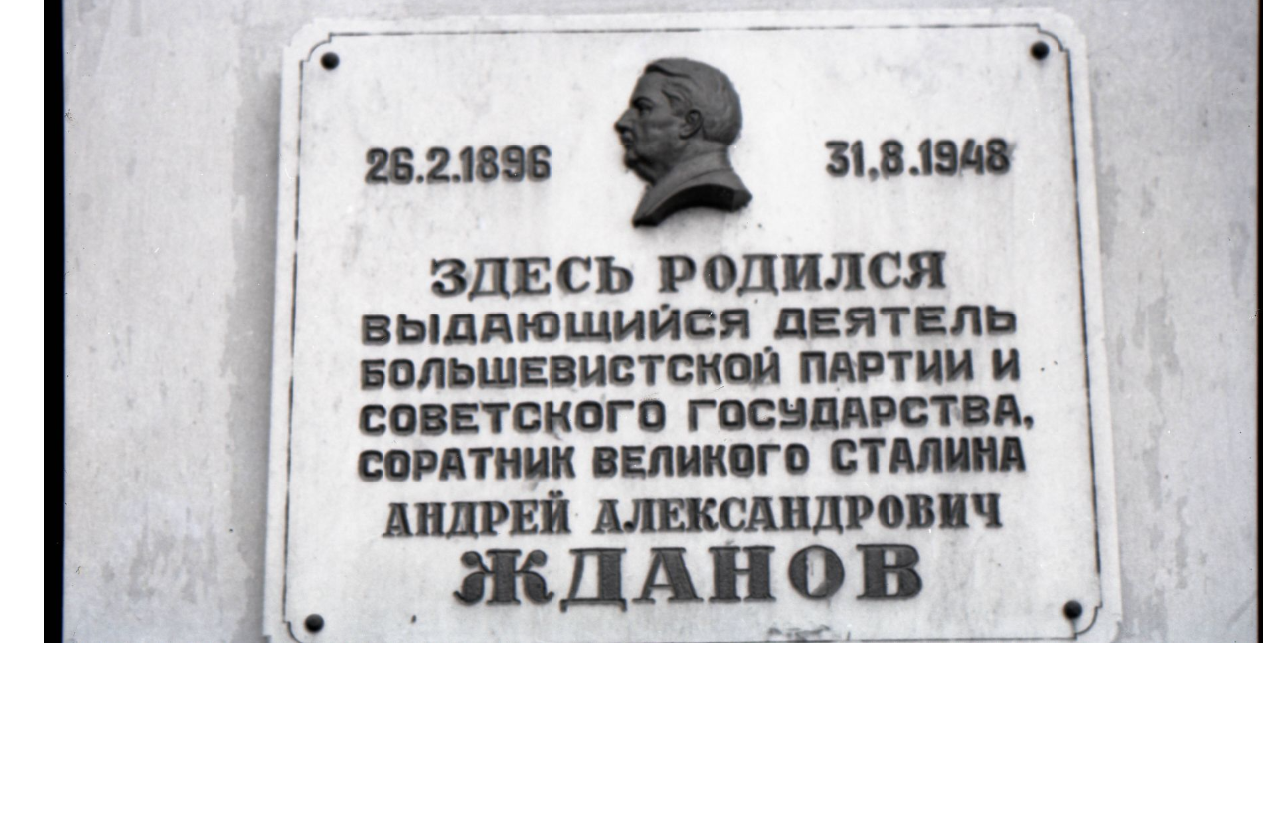 26.2.1896 31.8.1948
ЗДЕСЬ РОДИЛСЯ
ВЫДАЮЩИЙСЯ ДЕЯТЕЛЬ
БОЛЬШЕВИСТСКОЙ ПАРТИИ И
СОВЕТСКОГО ГОСУДАРСТВА,
СОРАТНИК ВЕЛИКОГО СТАЛИНА
АНДРЕЙ АЛЕКСАНДРОВИЧ
ЖДАНОВ